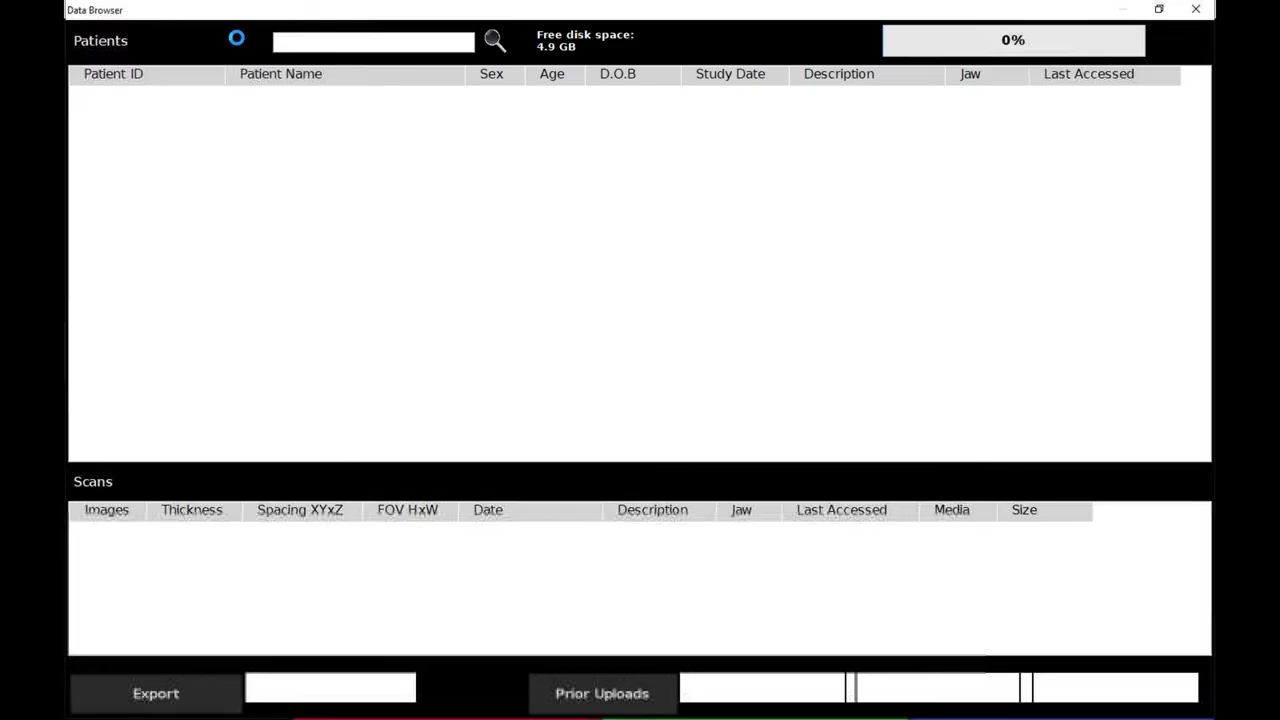 Data Browser
Patients
Free disk space:
4.9 GB
0%
Patient ID Patient Name Sex Age D.O.B Study Date Description Jaw Last Accessed
Scans
Images Thickness Spacing XYxZ FOV HxW Date Description Jaw Last Accessed Media Size
Export Prior Uploads